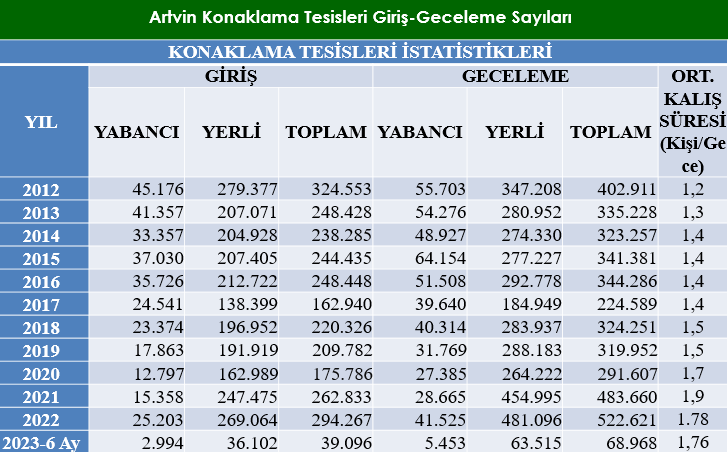 Artvin Konaklama Tesisleri Giriş-Geceleme Sayıları
KONAKLAMA TESİSLERİ İSTATİSTİKLERİ
YIL GİRİŞ GECELEME ORT. KALIŞ SÜRESİ (Kişi/Gece)
YABANCI YERLİ TOPLAM YABANCI YERLİ TOPLAM
2012 45.176 279.377 324.553 55.703 347.208 402.911 1,2
2013 41.357 207.071 248.428 54.276 280.952 335.228 1,3
2014 33.357 204.928 238.285 48.927 274.330 323.257 1,4
2015 37.030 207.405 244.435 64.154 277.227 341.381 1,4
2016 35.726 212.722 248.448 51.508 292.778 344.286 1,4
2017 24.541 138.399 162.940 39.640 184.949 224.589 1,4
2018 23.374 196.952 220.326 40.314 283.937 324.251 1,5
2019 17.863 191.919 209.782 31.769 288.183 319.952 1,5
2020 12.797 162.989 175.786 27.385 264.222 291.607 1,7
2021 15.358 247.475 262.833 28.665 454.995 483.660 1,9
2022 25.203 269.064 294.267 41.525 481.096 522.621 1.78
2023-6 Ay 2.994 36.102 39.096 5.453 63.515 68.968 1,76